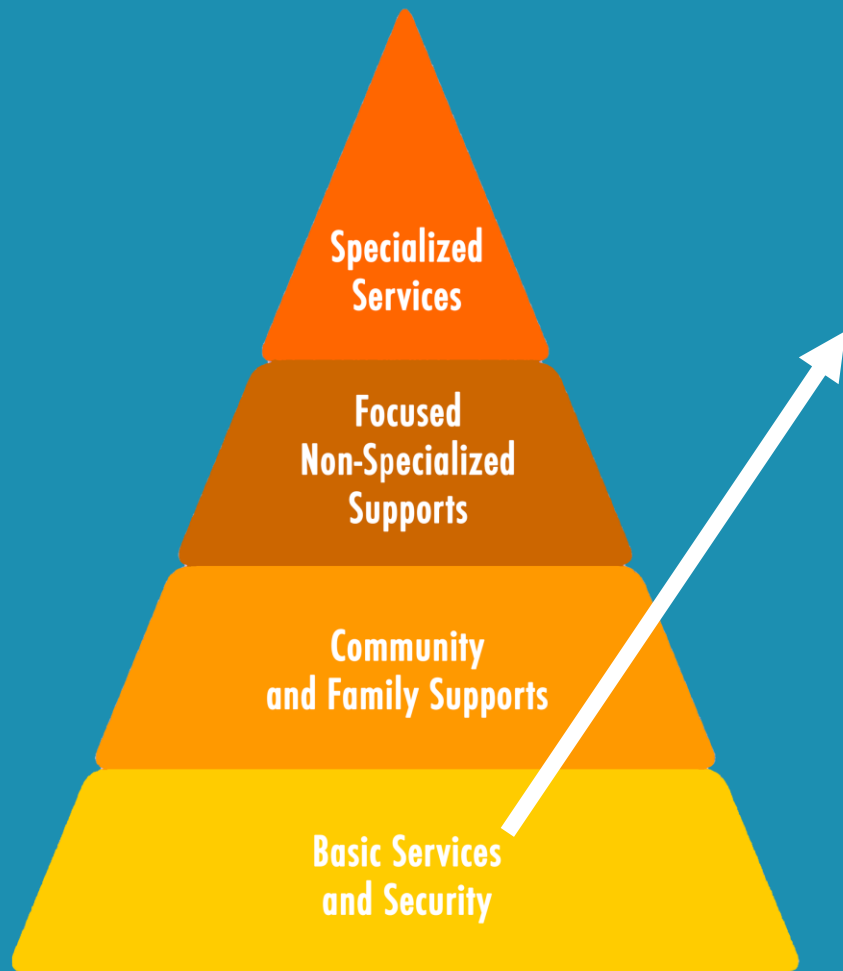 Specialized
Services
Focused
Non-Specialized
Supports
Community
and Family Supports
Basic Services
and Security